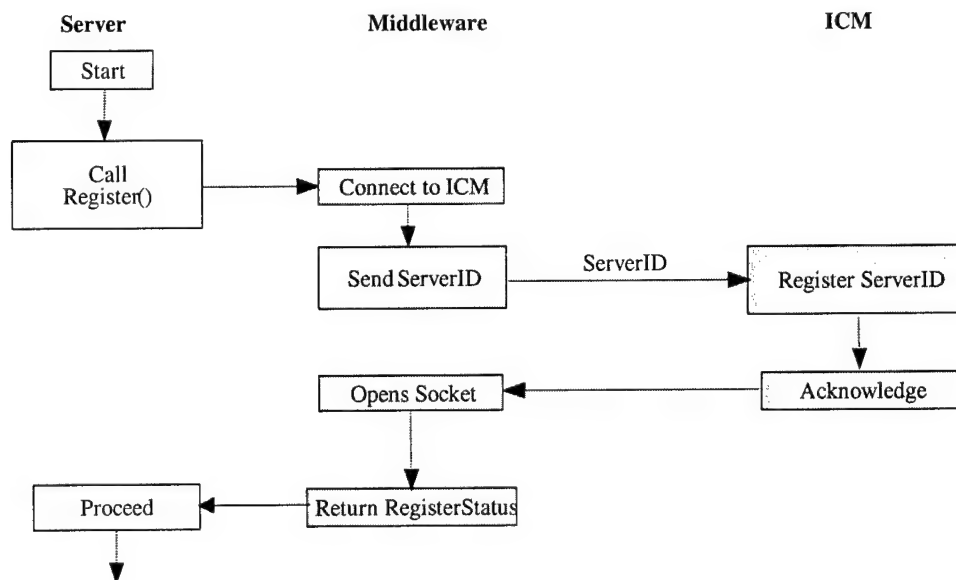 Server
Middleware
ICM
Start
Call
Register()
Connect to ICM
Send ServerID
ServerID
Register ServerID
Opens Socket
Acknowledge
Proceed
Return RegisterStatus